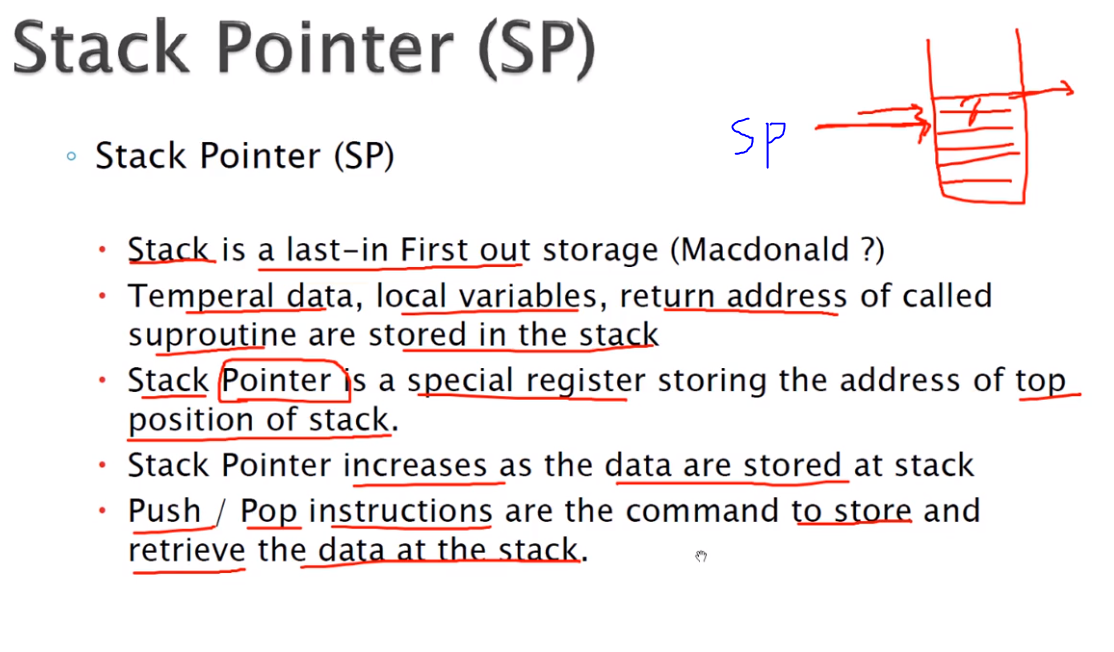 Stack Pointer (SP)
SP
Stack Pointer (SP)
Stack is a last-in First out storage (Macdonald ?)
Temperal data, local variables, return address of called
suproutine are stored in the stack
Stack Pointer is a special register storing the address of top
position of stack.
Stack Pointer increases as the data are stored at stack
Push / Pop instructions are the command to store and
retrieve the data at the stack.